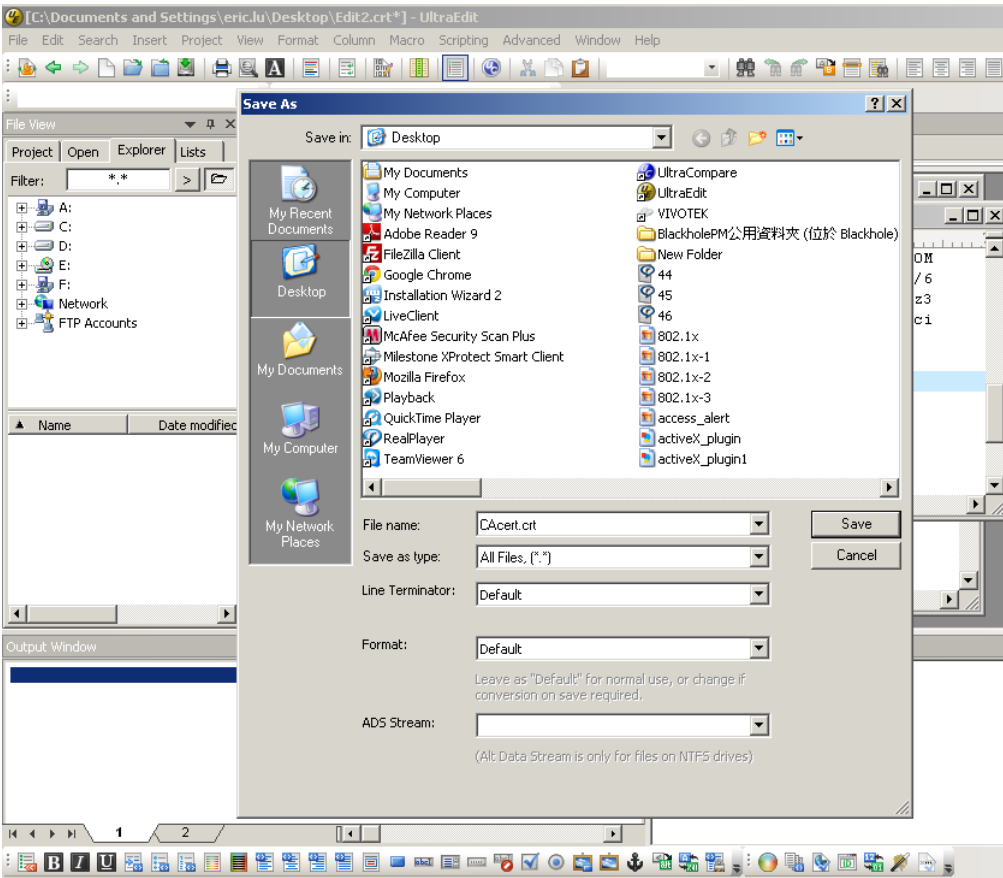 [C:\Documents and Settings\eric.lu\Desktop\Edit2.crt*] - UltraEdit
File Edit Search Insert Project View Format Column Macro Scripting Advanced Window Help
Save As
File View
Project Open Explorer Lists
Filter: *.*
A:
C:
D:
E:
F:
Network
FTP Accounts
Name Date modified
Save in: Desktop
My Recent Documents
Desktop
My Documents
My Computer
My Network Places
My Documents
My Computer
My Network Places
Adobe Reader 9
FileZilla Client
Google Chrome
Installation Wizard 2
LiveClient
McAfee Security Scan Plus
Milestone XProtect Smart Client
Mozilla Firefox
Playback
QuickTime Player
RealPlayer
TeamViewer 6
UltraCompare
UltraEdit
VIVOTEK
BlackholePM公用資料夾 (位於 Blackhole)
New Folder
44
45
46
802.1x
802.1x-1
802.1x-2
802.1x-3
access_alert
activeX_plugin
activeX_plugin1
File name: CAcert.crt Save
Save as type: All Files, (*.*) Cancel
Line Terminator: Default
Format: Default
Leave as "Default" for normal use, or change if
conversion on save required.
ADS Stream:
(Alt Data Stream is only for files on NTFS drives)
OM
/6
z3
ci
Output Window
1 2